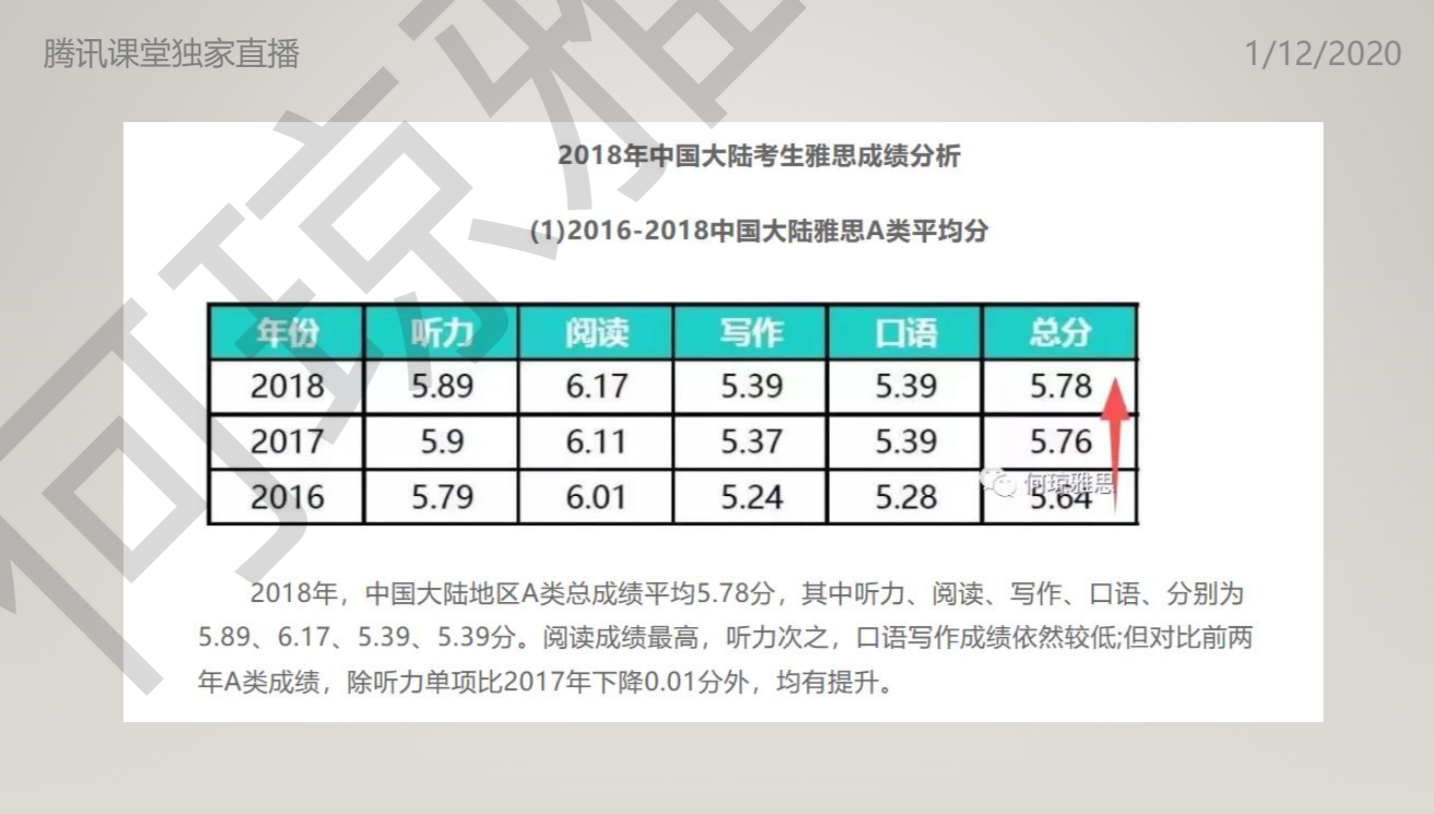 腾讯课堂独家直播
1/12/2020
2018年中国大陆考生雅思成绩分析
(1)2016-2018中国大陆雅思A类平均分
年份 听力 阅读 写作 口语 总分
2018 5.89 6.17 5.39 5.39 5.78
2017 5.9 6.11 5.37 5.39 5.76
2016 5.79 6.01 5.24 5.28 5.64
何琼雅思
2018年，中国大陆地区A类总成绩平均5.78分，其中听力、阅读、写作、口语、分别为
5.89、6.17、5.39、5.39分。阅读成绩最高，听力次之，口语写作成绩依然较低;但对比前两
年A类成绩，除听力单项比2017年下降0.01分外，均有提升。
何琼雅